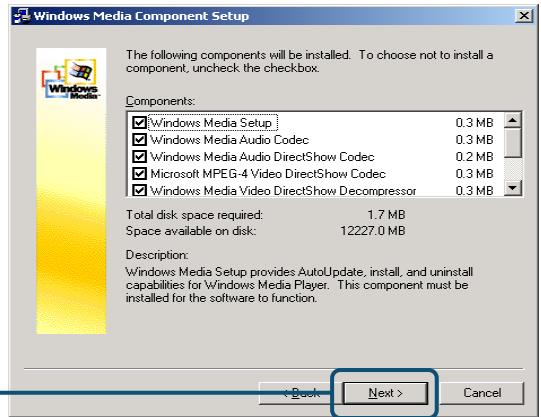 Windows Media Component Setup
The following components will be installed. To choose not to install a
component, uncheck the checkbox.
Windows
Media
Components:
Windows Media Setup 0.3 MB
Windows Media Audio Codec 0.3 MB
Windows Media Audio DirectShow Codec 0.2 MB
Microsoft MPEG-4 Video DirectShow Codec 0.3 MB
Windows Media Video DirectShow Decompressor 0.3 MB
Total disk space required: 1.7 MB
Space available on disk: 12227.0 MB
Description:
Windows Media Setup provides AutoUpdate, install, and uninstall
capabilities for Windows Media Player. This component must be
installed for the software to function.
< Back Next > Cancel